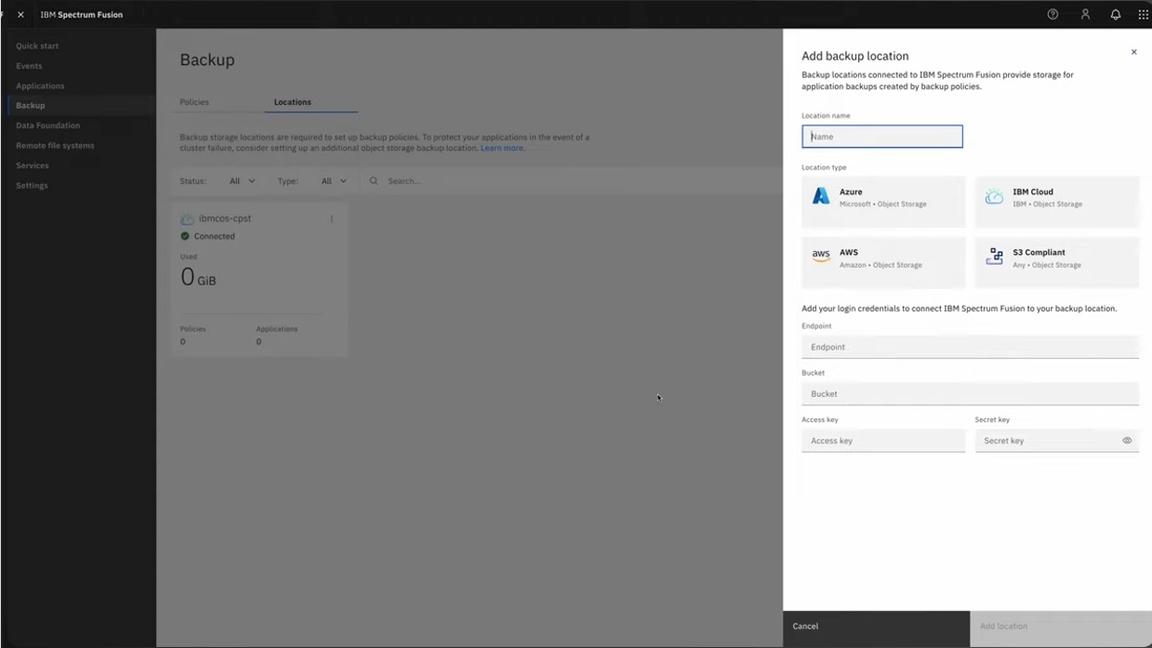 IBM Spectrum Fusion
Quick start
Events
Applications
Backup
Data Foundation
Remote file systems
Services
Settings
Backup
Policies
Locations
Backup storage locations are required to set up backup policies. To protect your applications in the event of a
cluster failure, consider setting up an additional object storage backup location. Learn more.
Status: All Type: All Search...
ibmcos-cpst
Connected
Used
0 GiB
Policies Applications
0 0
Add backup location
Backup locations connected to IBM Spectrum Fusion provide storage for
application backups created by backup policies.
Location name
Name
Location type
Azure
Microsoft • Object Storage
IBM Cloud
IBM • Object Storage
aws
AWS
Amazon • Object Storage
S3 Compliant
Any • Object Storage
Add your login credentials to connect IBM Spectrum Fusion to your backup location.
Endpoint
Endpoint
Bucket
Bucket
Access key
Access key
Secret key
Secret key
Cancel
Add location